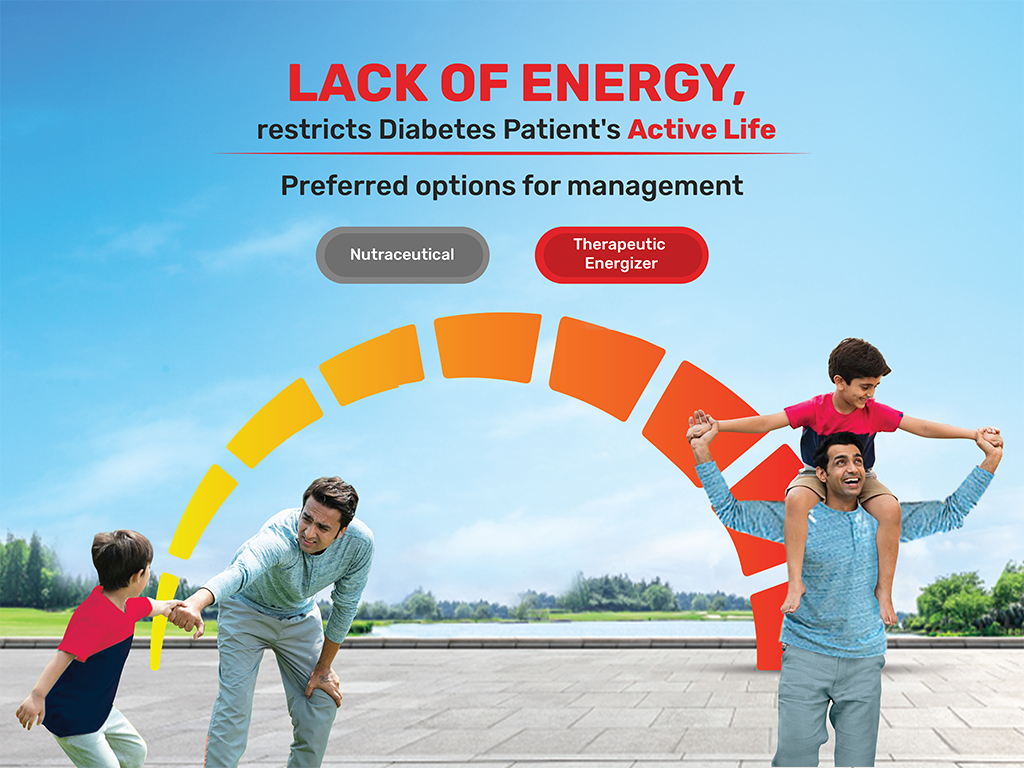 LACK OF ENERGY,
restricts Diabetes Patient's Active Life
Preferred options for management
Nutraceutical
Therapeutic
Energizer